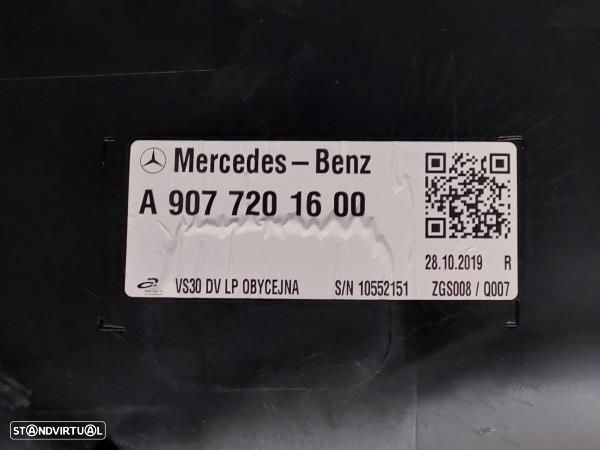 Mercedes-Benz
A 907 720 16 00
28.10.2019 R
VS30 DV LP OBYCEJNA S/N 10552151 ZGS008 / Q007
STANDVIRTUAL